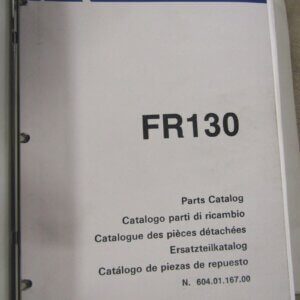 FR130
Parts Catalog
Catalogo parti di ricambio
Catalogue des pièces détachées
Ersatzteilkatalog
Catálogo de piezas de repuesto
N. 604.01.167.00